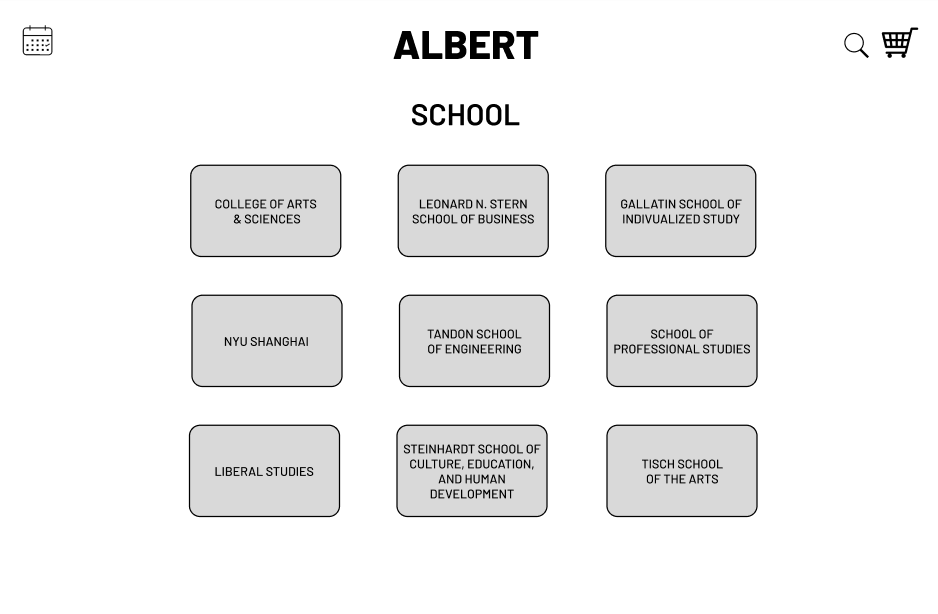 ALBERT
SCHOOL
COLLEGE OF ARTS
& SCIENCES
LEONARD N. STERN
SCHOOL OF BUSINESS
GALLATIN SCHOOL OF
INDIVUALIZED STUDY
NYU SHANGHAI
TANDON SCHOOL
OF ENGINEERING
SCHOOL OF
PROFESSIONAL STUDIES
LIBERAL STUDIES
STEINHARDT SCHOOL OF
CULTURE, EDUCATION,
AND HUMAN
DEVELOPMENT
TISCH SCHOOL
OF THE ARTS